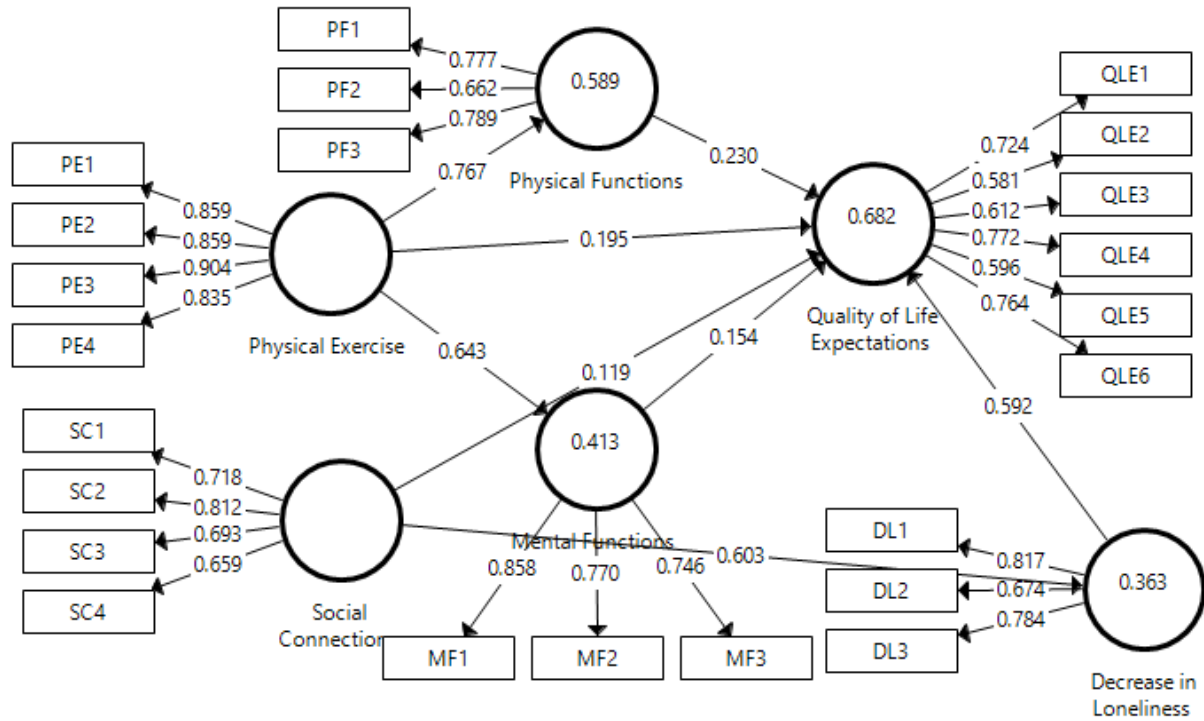 PF1
0.777
PF2
0.662
PF3
0.789
0.589
Physical Functions
0.767
0.230
QLE1
0.724
QLE2
0.581
QLE3
0.612
QLE4
0.772
QLE5
0.596
QLE6
0.764
0.682
Quality of Life
Expectations
PE1
0.859
PE2
0.859
PE3
0.904
PE4
0.835
Physical Exercise
0.195
0.643
0.119
0.154
0.592
0.413
Mental Functions
SC1
0.718
SC2
0.812
SC3
0.693
SC4
0.659
Social
Connection
0.603
0.858
0.770
0.746
MF1
MF2
MF3
DL1
0.817
DL2
0.674
DL3
0.784
0.363
Decrease in
Loneliness